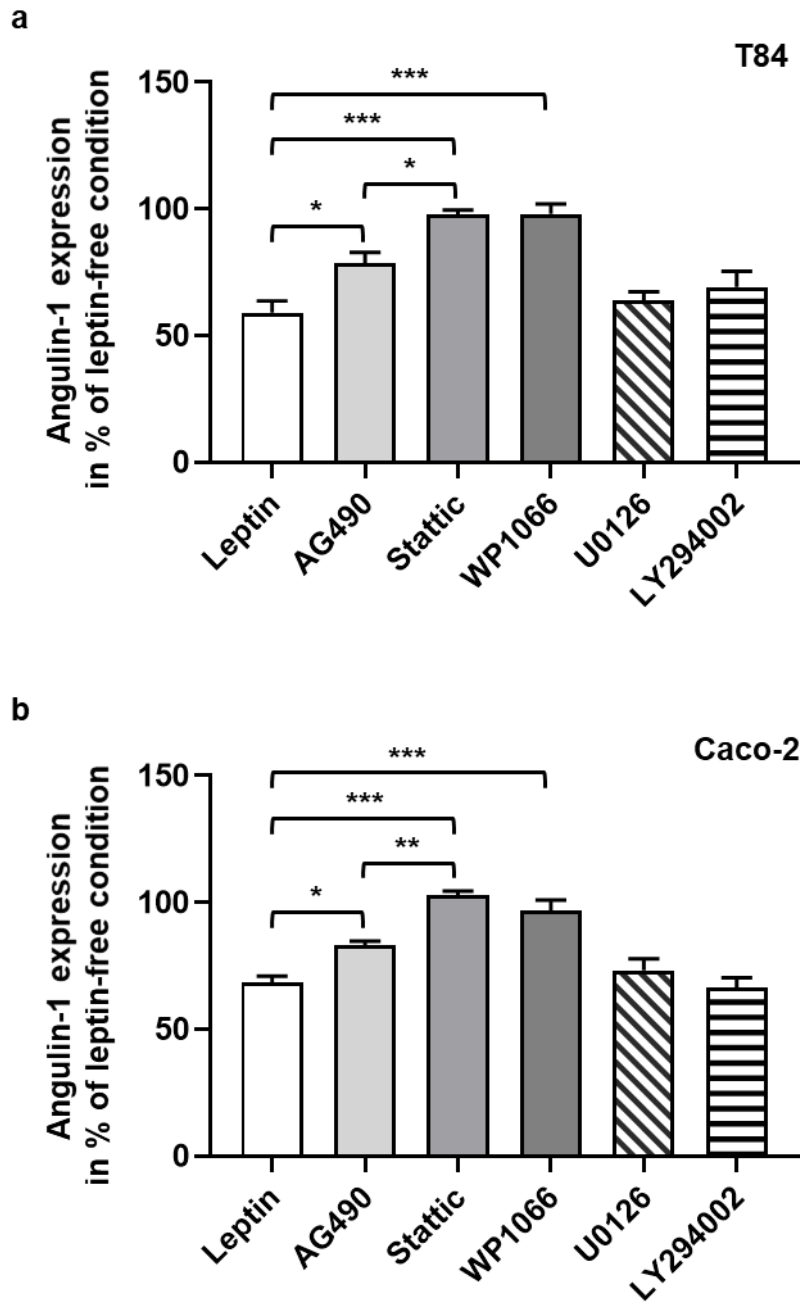 a
T84
Angulin-1 expression
in % of leptin-free condition
150
100
50
0
***
***
*
*
Leptin
AG490
Stattic
WP1066
U0126
LY294002
b
Caco-2
Angulin-1 expression
in % of leptin-free condition
150
100
50
0
***
***
**
*
Leptin
AG490
Stattic
WP1066
U0126
LY294002